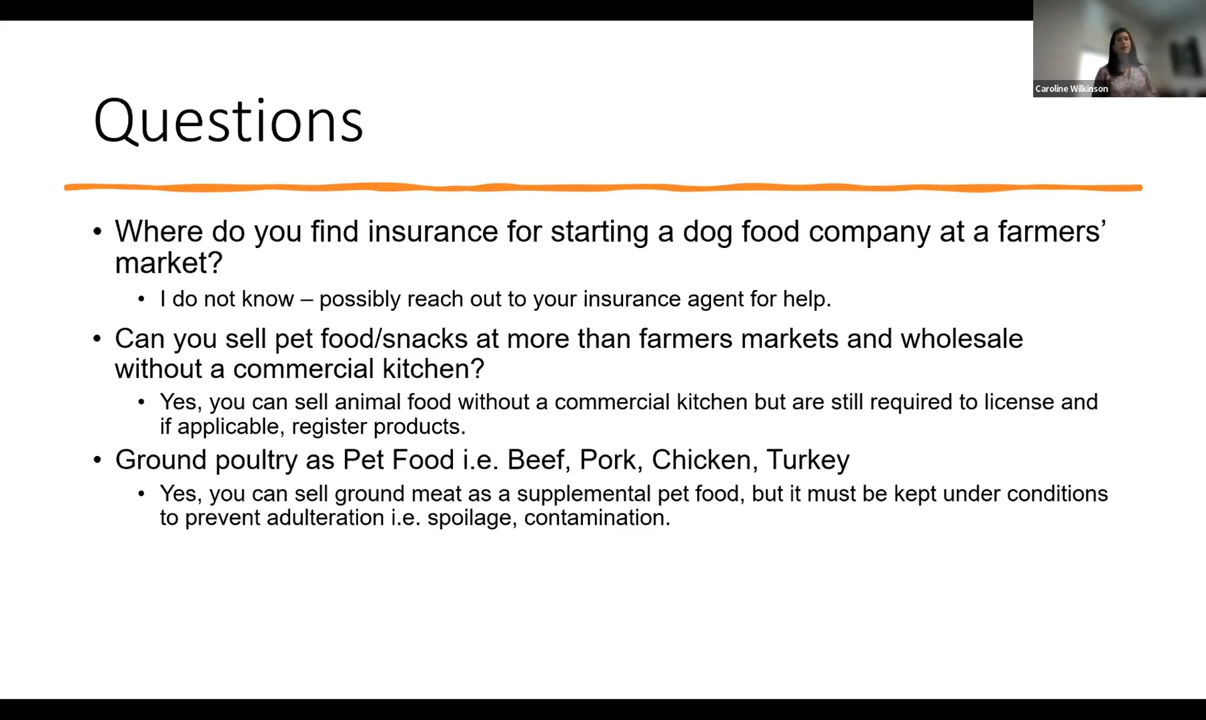 Caroline Wilkinson
Questions
• Where do you find insurance for starting a dog food company at a farmers’
market?
• I do not know – possibly reach out to your insurance agent for help.
• Can you sell pet food/snacks at more than farmers markets and wholesale
without a commercial kitchen?
• Yes, you can sell animal food without a commercial kitchen but are still required to license and
if applicable, register products.
• Ground poultry as Pet Food i.e. Beef, Pork, Chicken, Turkey
• Yes, you can sell ground meat as a supplemental pet food, but it must be kept under conditions
to prevent adulteration i.e. spoilage, contamination.